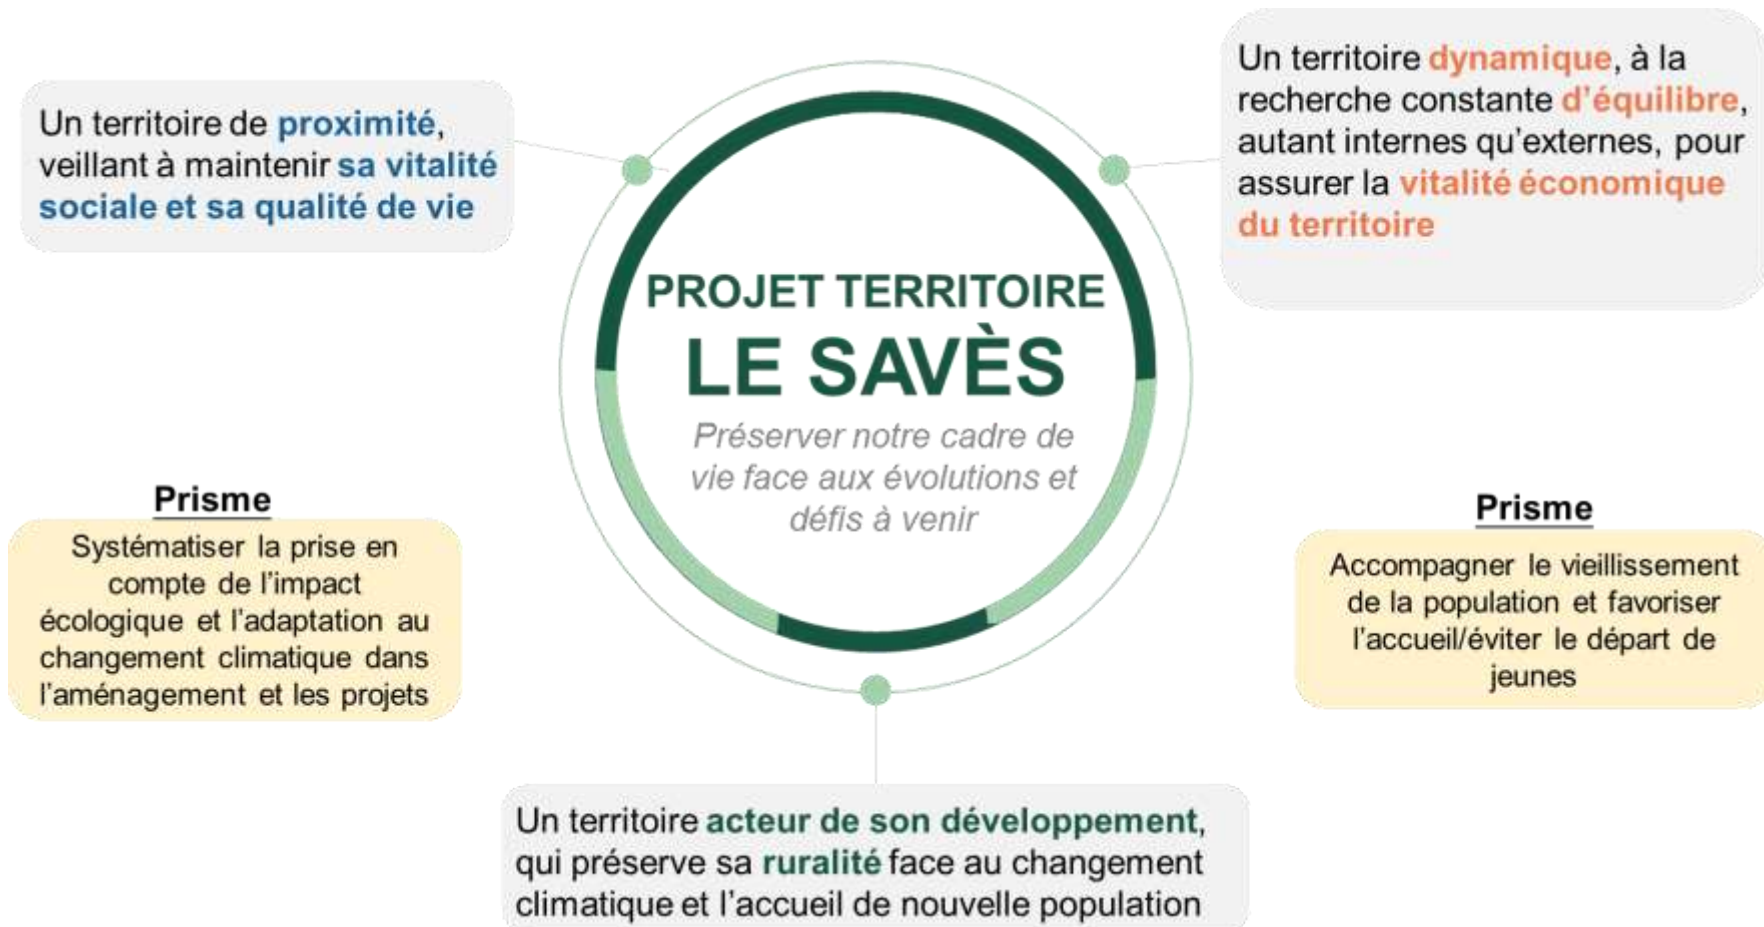 Un territoire de proximité,
veillant à maintenir sa vitalité
sociale et sa qualité de vie
Un territoire dynamique, à la
recherche constante d'équilibre,
autant internes qu'externes, pour
assurer la vitalité économique
du territoire
PROJET TERRITOIRE
LE SAVÈS
Préserver notre cadre de
vie face aux évolutions et
défis à venir
Prisme
Systématiser la prise en
compte de l'impact
écologique et l'adaptation au
changement climatique dans
l'aménagement et les projets
Prisme
Accompagner le vieillissement
de la population et favoriser
l'accueil/éviter le départ de
jeunes
Un territoire acteur de son développement,
qui préserve sa ruralité face au changement
climatique et l'accueil de nouvelle population